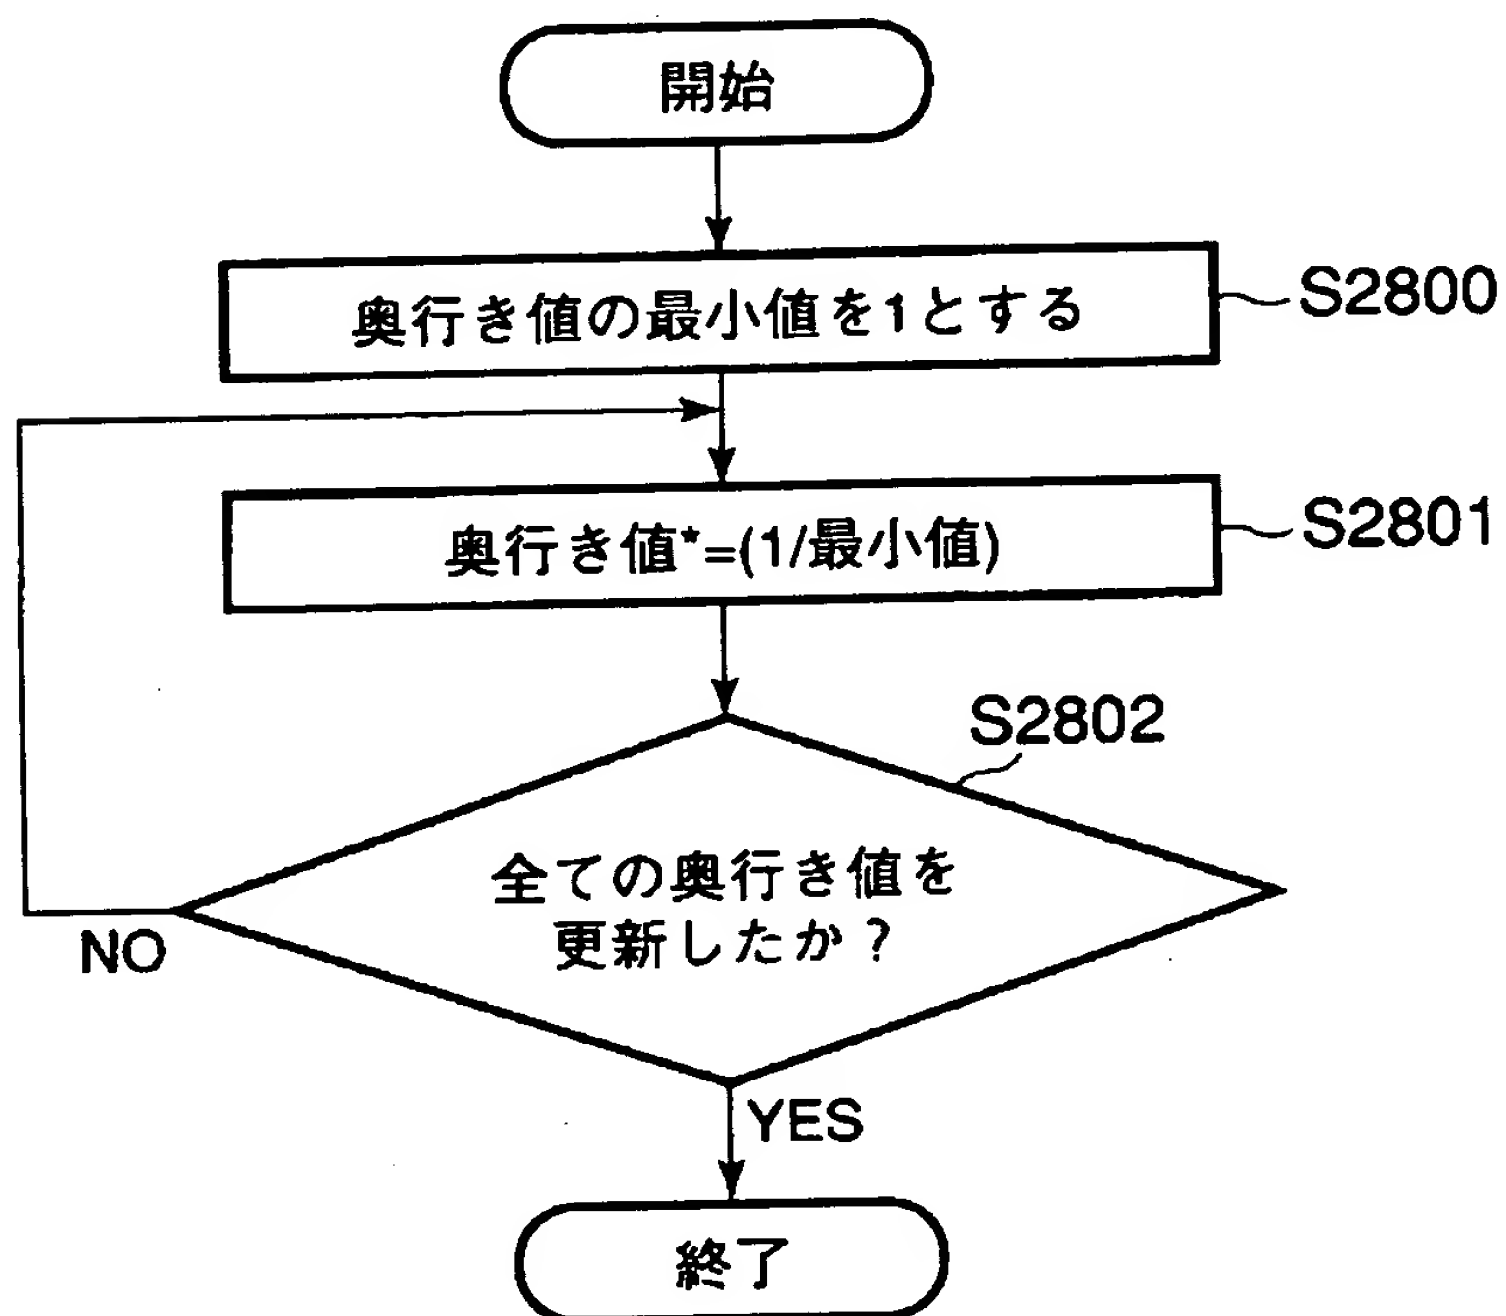 開始
奥行き値の最小値を1とする
S2800
奥行き値*=(1/最小値)
S2801
S2802
全ての奥行き値を
更新したか?
NO
YES
終了